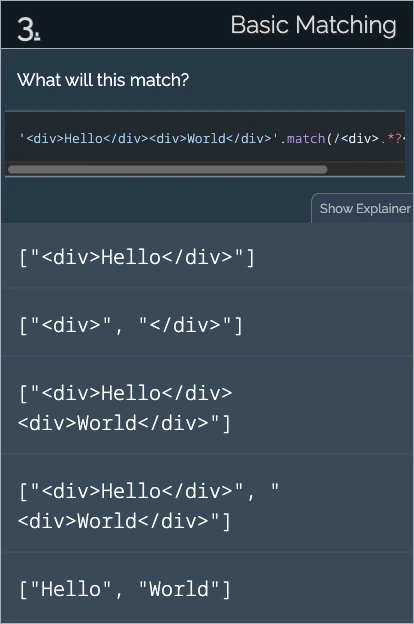 3.
Basic Matching
What will this match?
'<div>Hello</div><div>World</div>'.match(/<div>.*?<
Show Explainer
["<div>Hello</div>"]
["<div>", "</div>"]
["<div>Hello</div>
<div>World</div>"]
["<div>Hello</div>", "
<div>World</div>"]
["Hello", "World"]